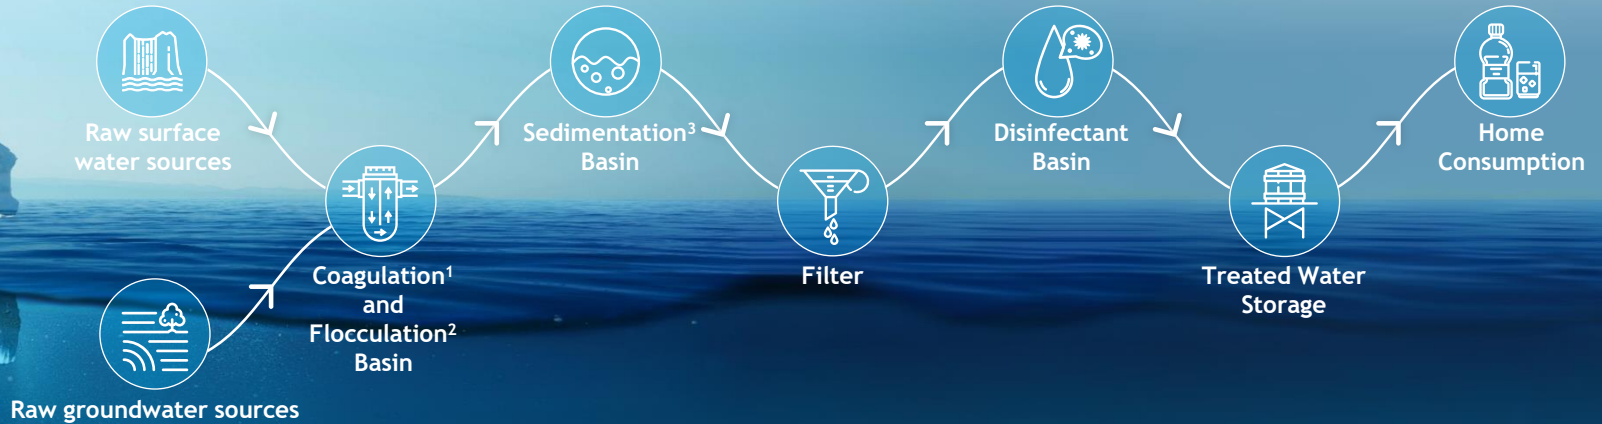 Raw surface
water sources
Raw groundwater sources
Coagulation¹
and
Flocculation²
Basin
Sedimentation³
Basin
Filter
Disinfectant
Basin
Treated Water
Storage
Home
Consumption